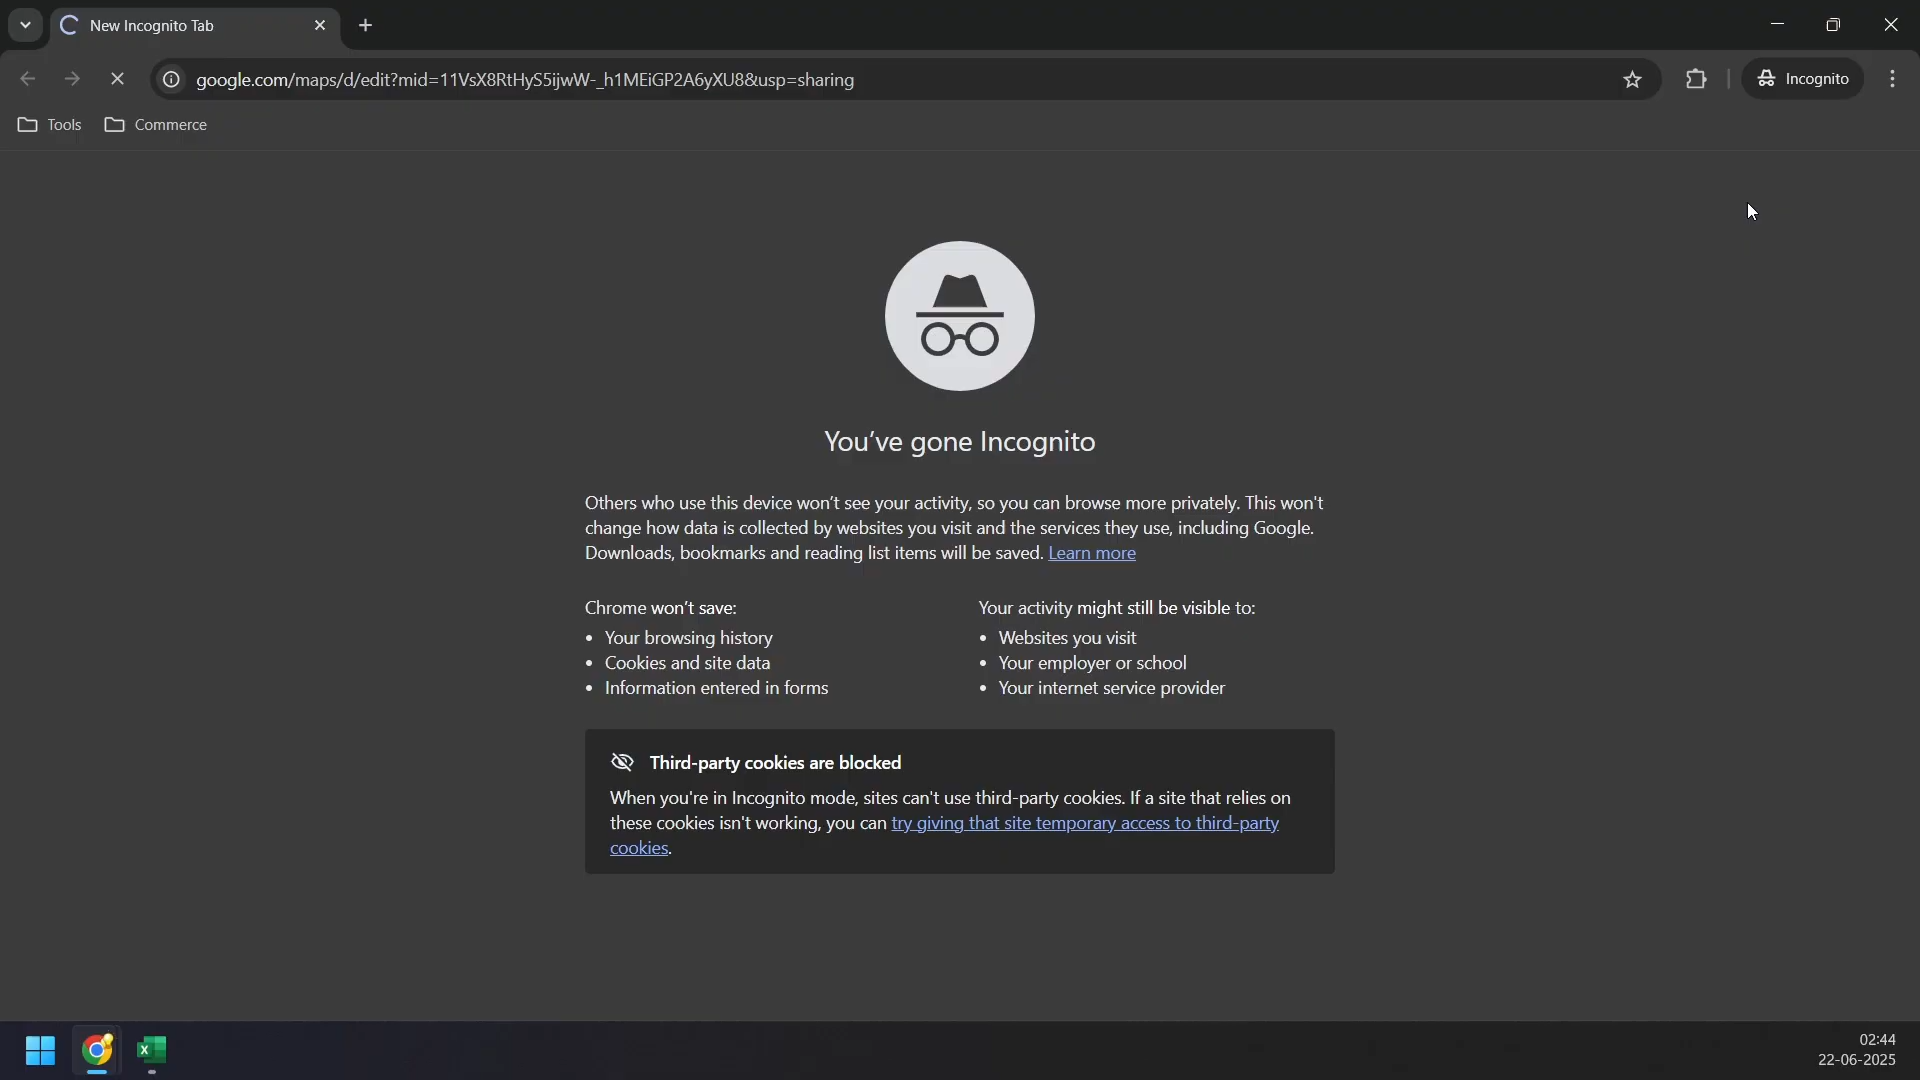 New Incognito Tab
google.com/maps/d/edit?mid=11VsX8RtHyS5ijwW-_h1MEiGP2A6yXU8&usp=sharing
Incognito
Tools
Commerce
You've gone Incognito
Others who use this device won't see your activity, so you can browse more privately. This won't
change how data is collected by websites you visit and the services they use, including Google.
Downloads, bookmarks and reading list items will be saved. Learn more
Chrome won't save:
• Your browsing history
• Cookies and site data
• Information entered in forms
Your activity might still be visible to:
• Websites you visit
• Your employer or school
• Your internet service provider
Third-party cookies are blocked
When you're in Incognito mode, sites can't use third-party cookies. If a site that relies on
these cookies isn't working, you can try giving that site temporary access to third-party
cookies.
02:44
22-06-2025